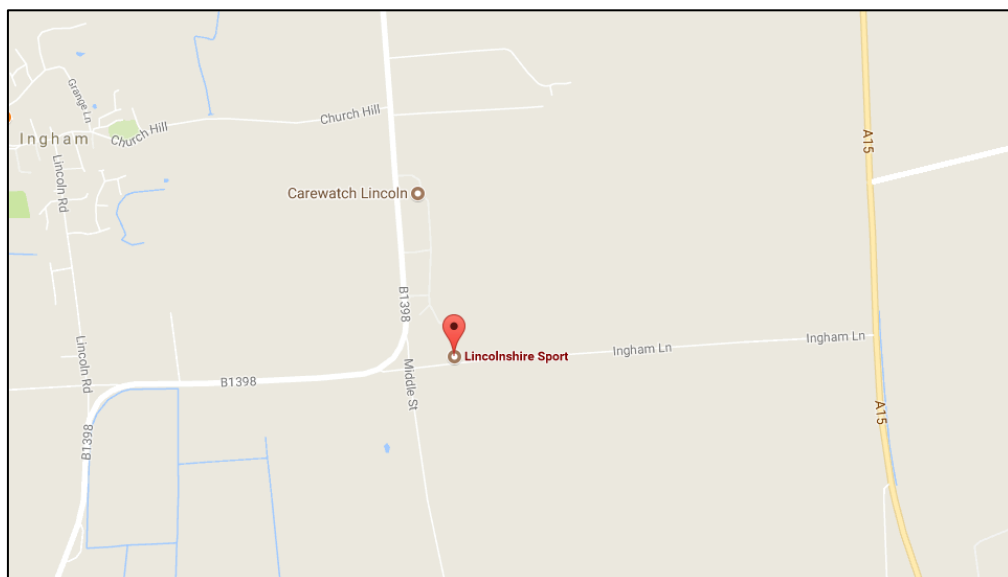 Grange Ln
Ingham
Church Hill
Church Hill
A15
Lincoln Rd
Carewatch Lincoln
B1398
Lincolnshire Sport
Ingham Ln
Ingham Ln
Lincoln Rd
B1398
Middle St
A15
B1398